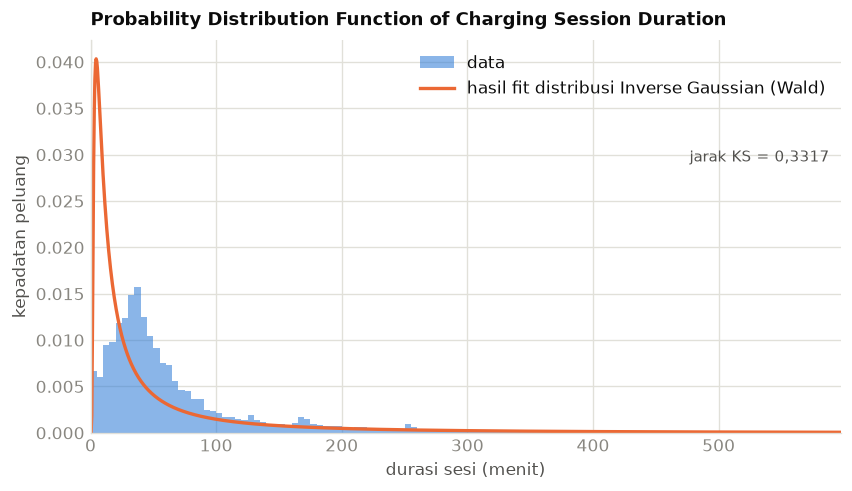 Probability Distribution Function of Charging Session Duration
data
hasil fit distribusi Inverse Gaussian (Wald)
jarak KS = 0,3317
kepadatan peluang
0.040
0.035
0.030
0.025
0.020
0.015
0.010
0.005
0.000
0 100 200 300 400 500
durasi sesi (menit)